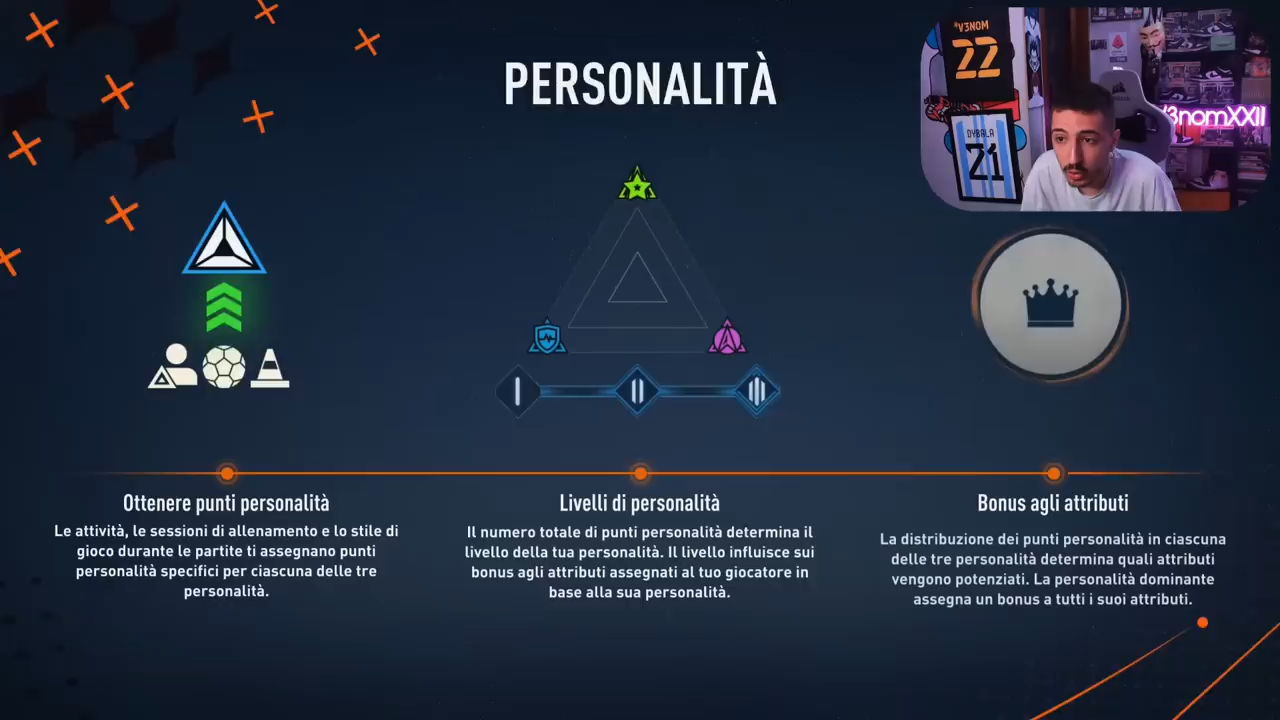 PERSONALITÀ
*V3NOM
22
DYBALA
21
V3nomXXII
Ottenere punti personalità
Le attività, le sessioni di allenamento e lo stile di
gioco durante le partite ti assegnano punti
personalità specifici per ciascuna delle tre
personalità.
Livelli di personalità
Il numero totale di punti personalità determina il
livello della tua personalità. Il livello influisce sui
bonus agli attributi assegnati al tuo giocatore in
base alla sua personalità.
Bonus agli attributi
La distribuzione dei punti personalità in ciascuna
delle tre personalità determina quali attributi
vengono potenziati. La personalità dominante
assegna un bonus a tutti i suoi attributi.